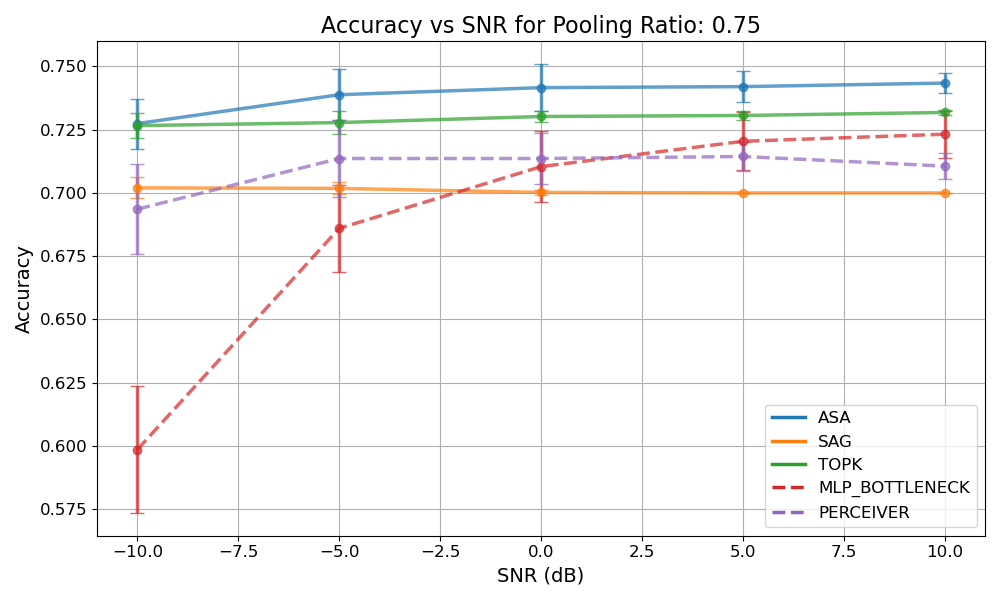 Accuracy vs SNR for Pooling Ratio: 0.75
Accuracy
0.750
0.725
0.700
0.675
0.650
0.625
0.600
0.575
−10.0 −7.5 −5.0 −2.5 0.0 2.5 5.0 7.5 10.0
SNR (dB)
ASA
SAG
TOPK
MLP_BOTTLENECK
PERCEIVER